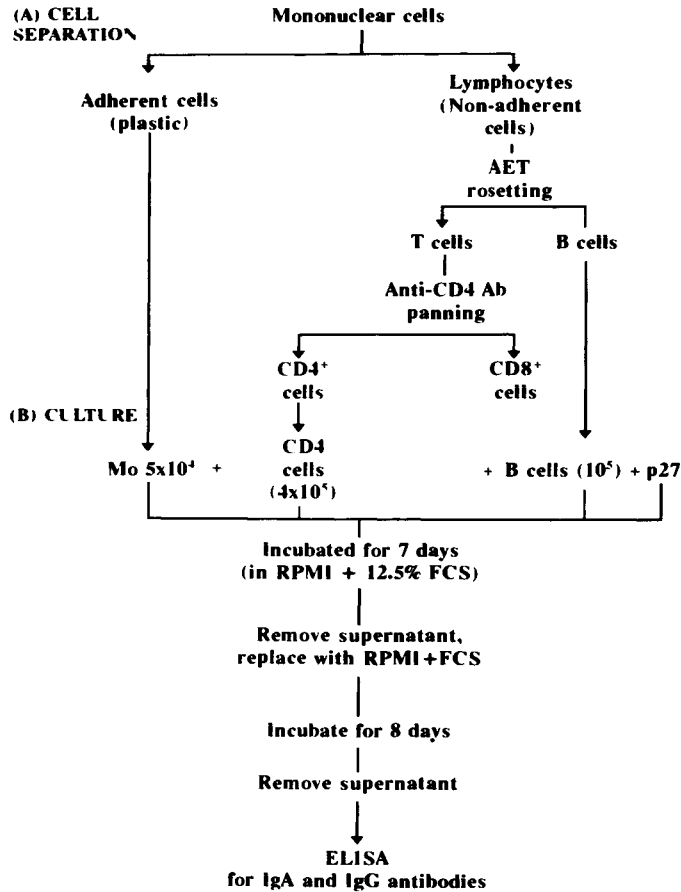 (A) CELL
SEPARATION
Mononuclear cells
Adherent cells
(plastic)
Lymphocytes
(Non-adherent
cells)
AET
rosetting
T cells
B cells
Anti-CD4 Ab
panning
CD4⁺
cells
CD8⁺
cells
(B) CULTURE
Mo 5x10⁴ +
CD4
cells
(4x10⁵)
+ B cells (10⁵) + p27
Incubated for 7 days
(in RPMI + 12.5% FCS)
Remove supernatant,
replace with RPMI+FCS
Incubate for 8 days
Remove supernatant
ELISA
for IgA and IgG antibodies